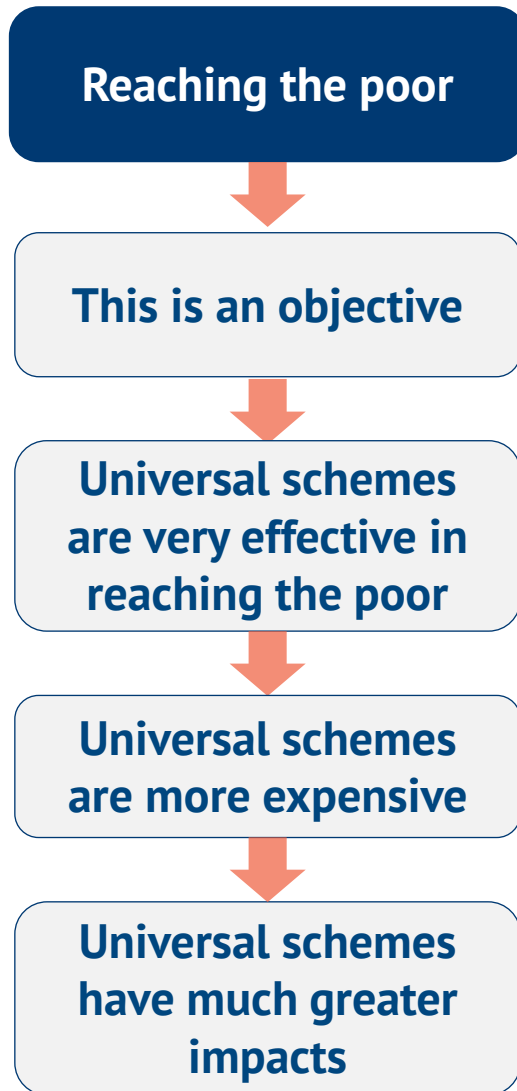 Reaching the poor
This is an objective
Universal schemes
are very effective in
reaching the poor
Universal schemes
are more expensive
Universal schemes
have much greater
impacts